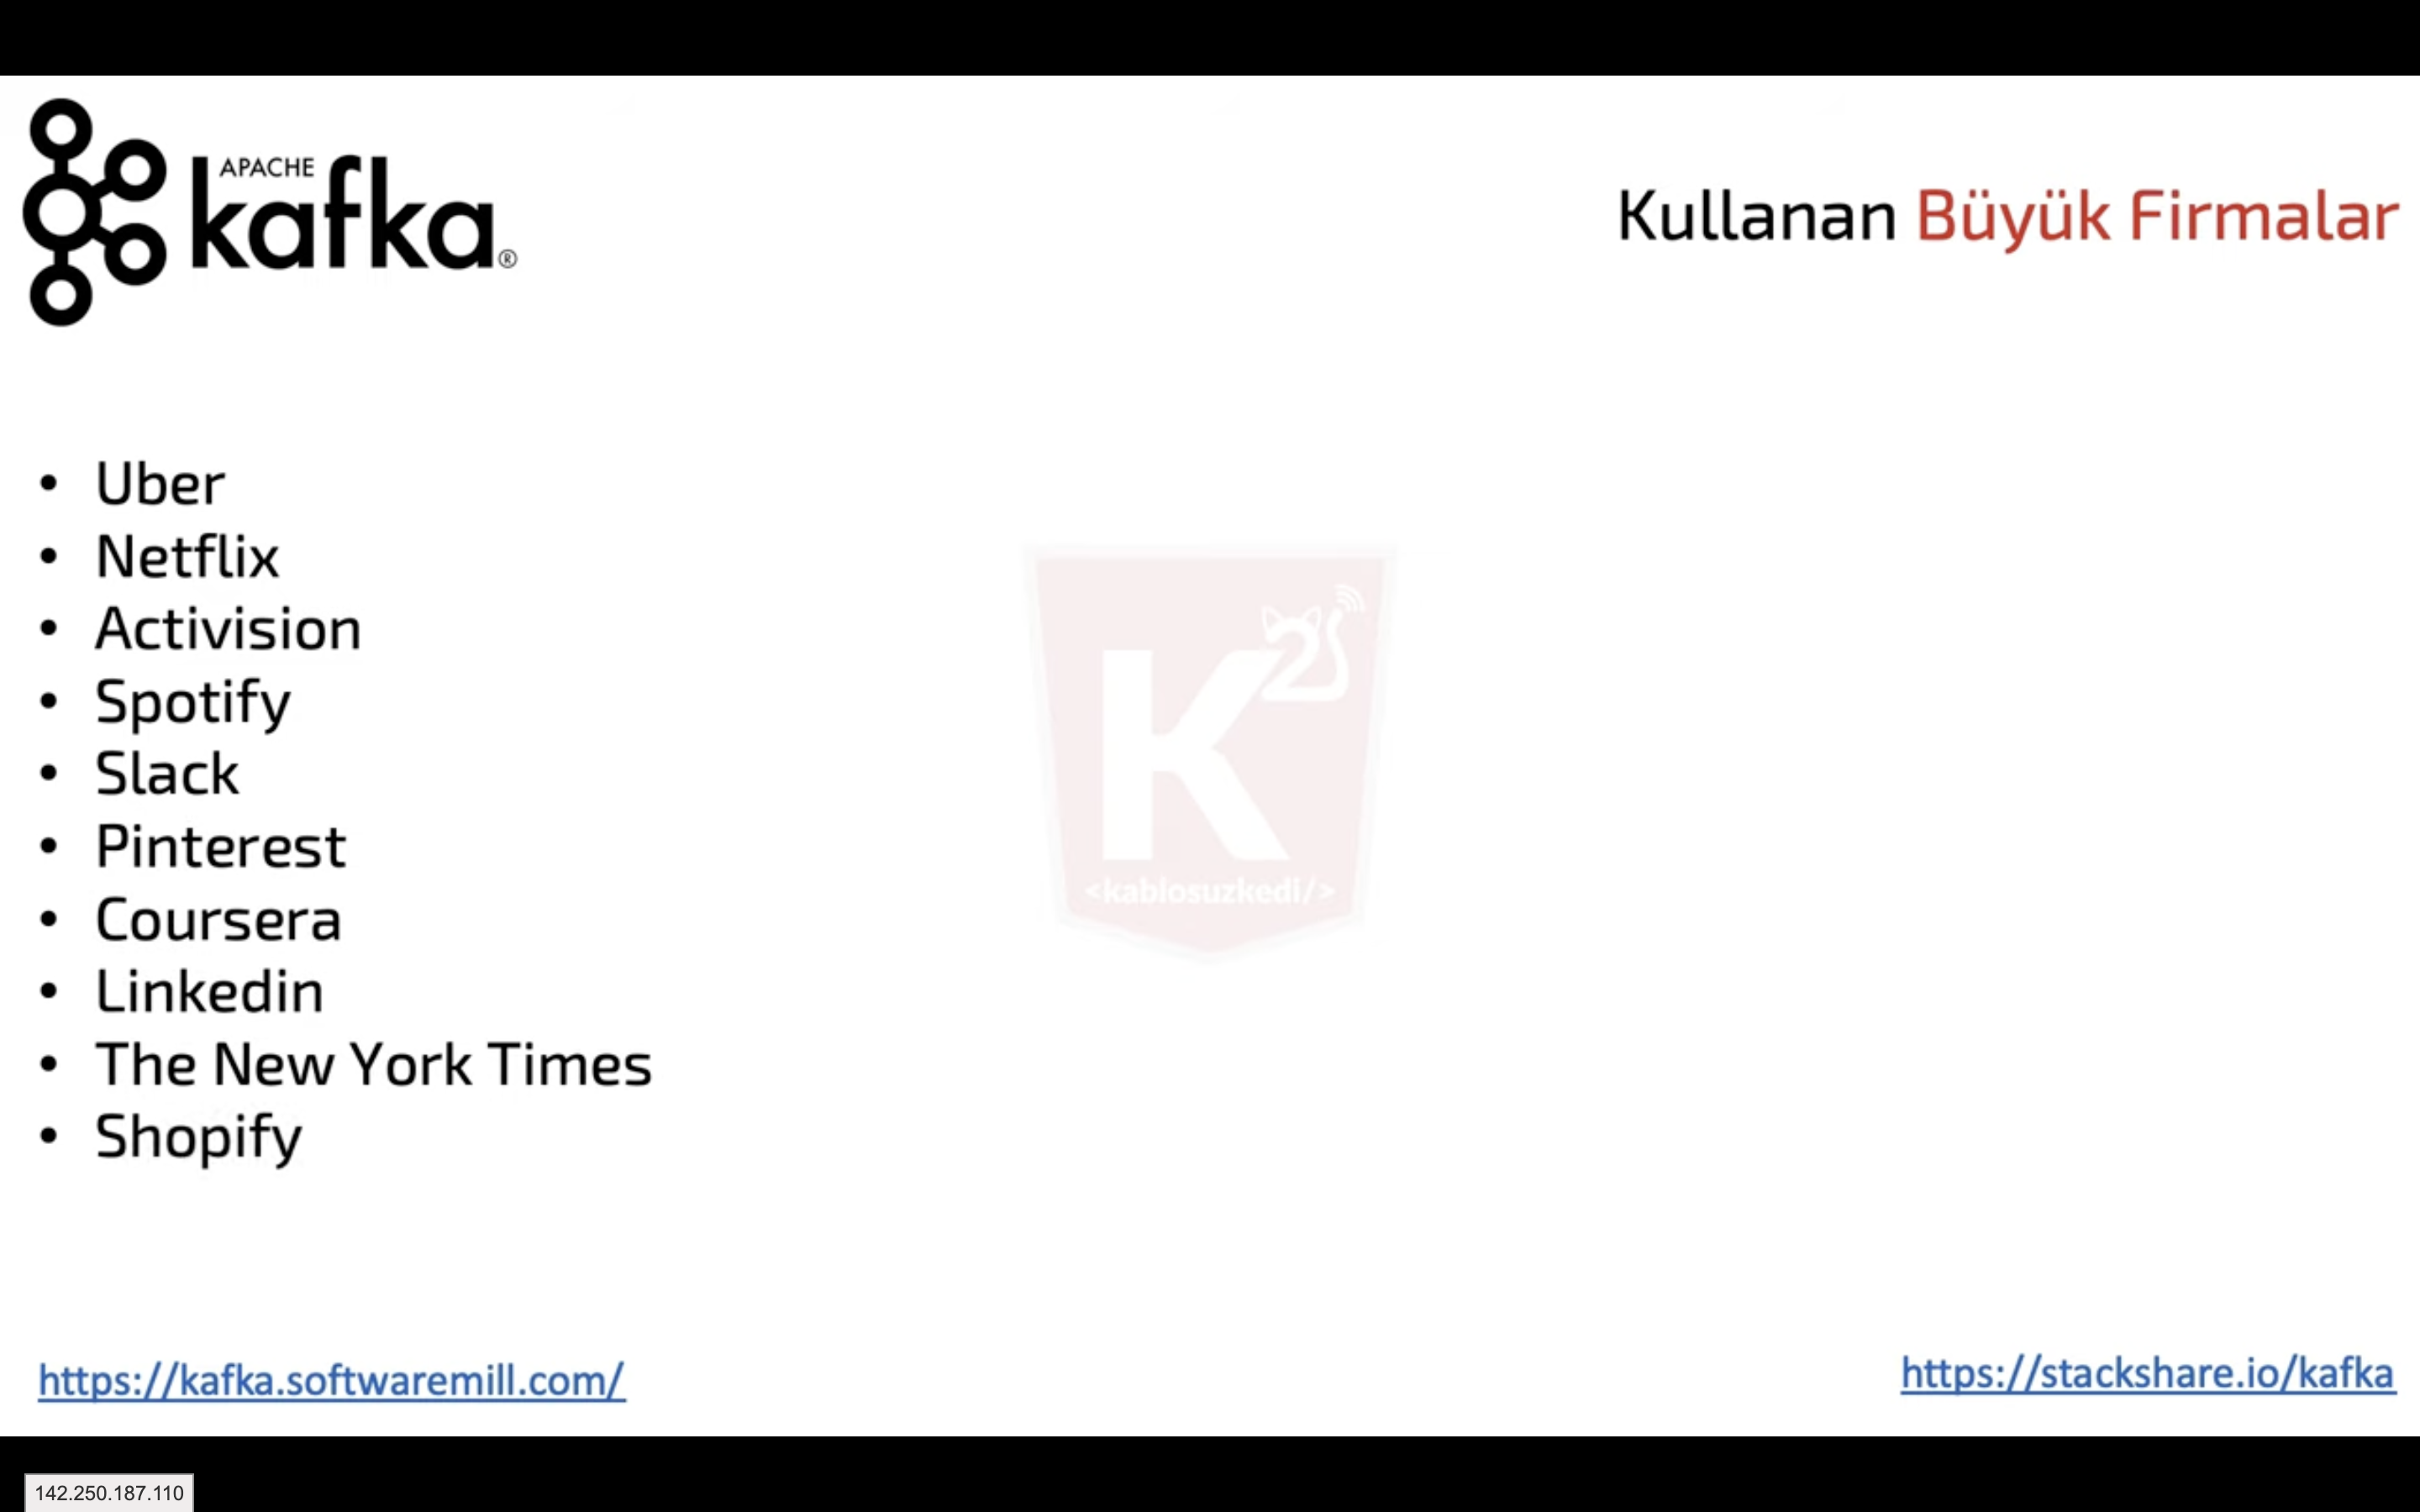 APACHE
kafka®
Kullanan Büyük Firmalar
• Uber
• Netflix
• Activision
• Spotify
• Slack
• Pinterest
• Coursera
• Linkedin
• The New York Times
• Shopify
K2
<kablosuzkedi/>
https://kafka.softwaremill.com/
https://stackshare.io/kafka
142.250.187.110